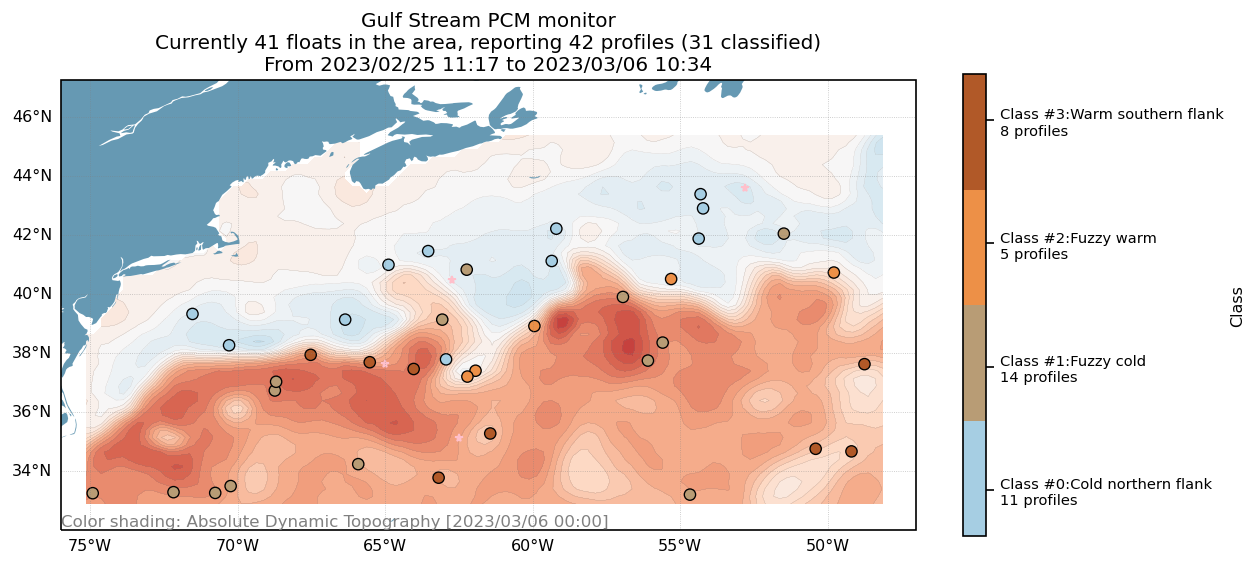 Gulf Stream PCM monitor
Currently 41 floats in the area, reporting 42 profiles (31 classified)
From 2023/02/25 11:17 to 2023/03/06 10:34
46°N
44°N
42°N
40°N
38°N
36°N
34°N
Color shading: Absolute Dynamic Topography [2023/03/06 00:00]
75°W
70°W
65°W
60°W
55°W
50°W
Class #3:Warm southern flank
8 profiles
Class #2:Fuzzy warm
5 profiles
Class #1:Fuzzy cold
14 profiles
Class #0:Cold northern flank
11 profiles
Class